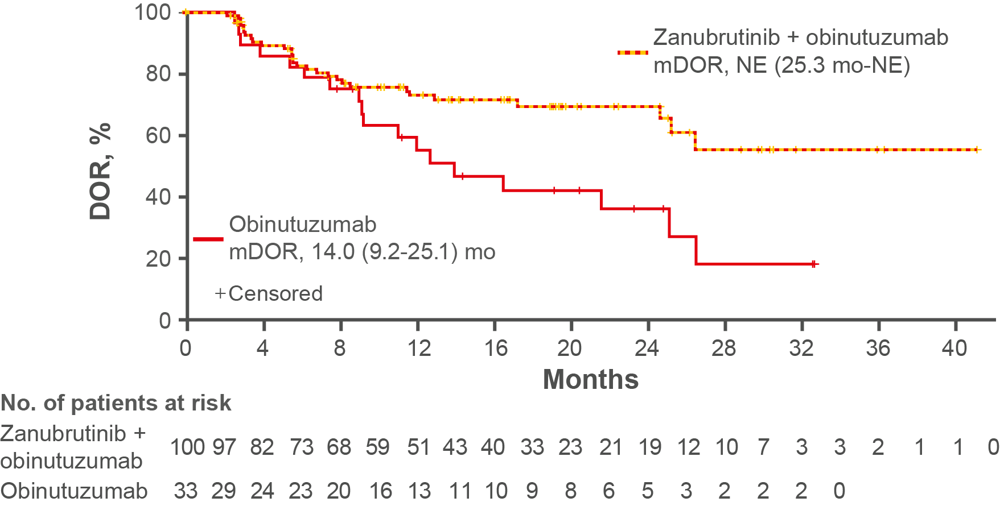 100
80
60
40
20
0
DOR, %
Zanubrutinib + obinutuzumab
mDOR, NE (25.3 mo-NE)
Obinutuzumab
mDOR, 14.0 (9.2-25.1) mo
+Censored
0 4 8 12 16 20 24 28 32 36 40
Months
No. of patients at risk
Zanubrutinib +
obinutuzumab
100 97 82 73 68 59 51 43 40 33 23 21 19 12 10 7 3 3 2 1 1 0
Obinutuzumab 33 29 24 23 20 16 13 11 10 9 8 6 5 3 2 2 2 0